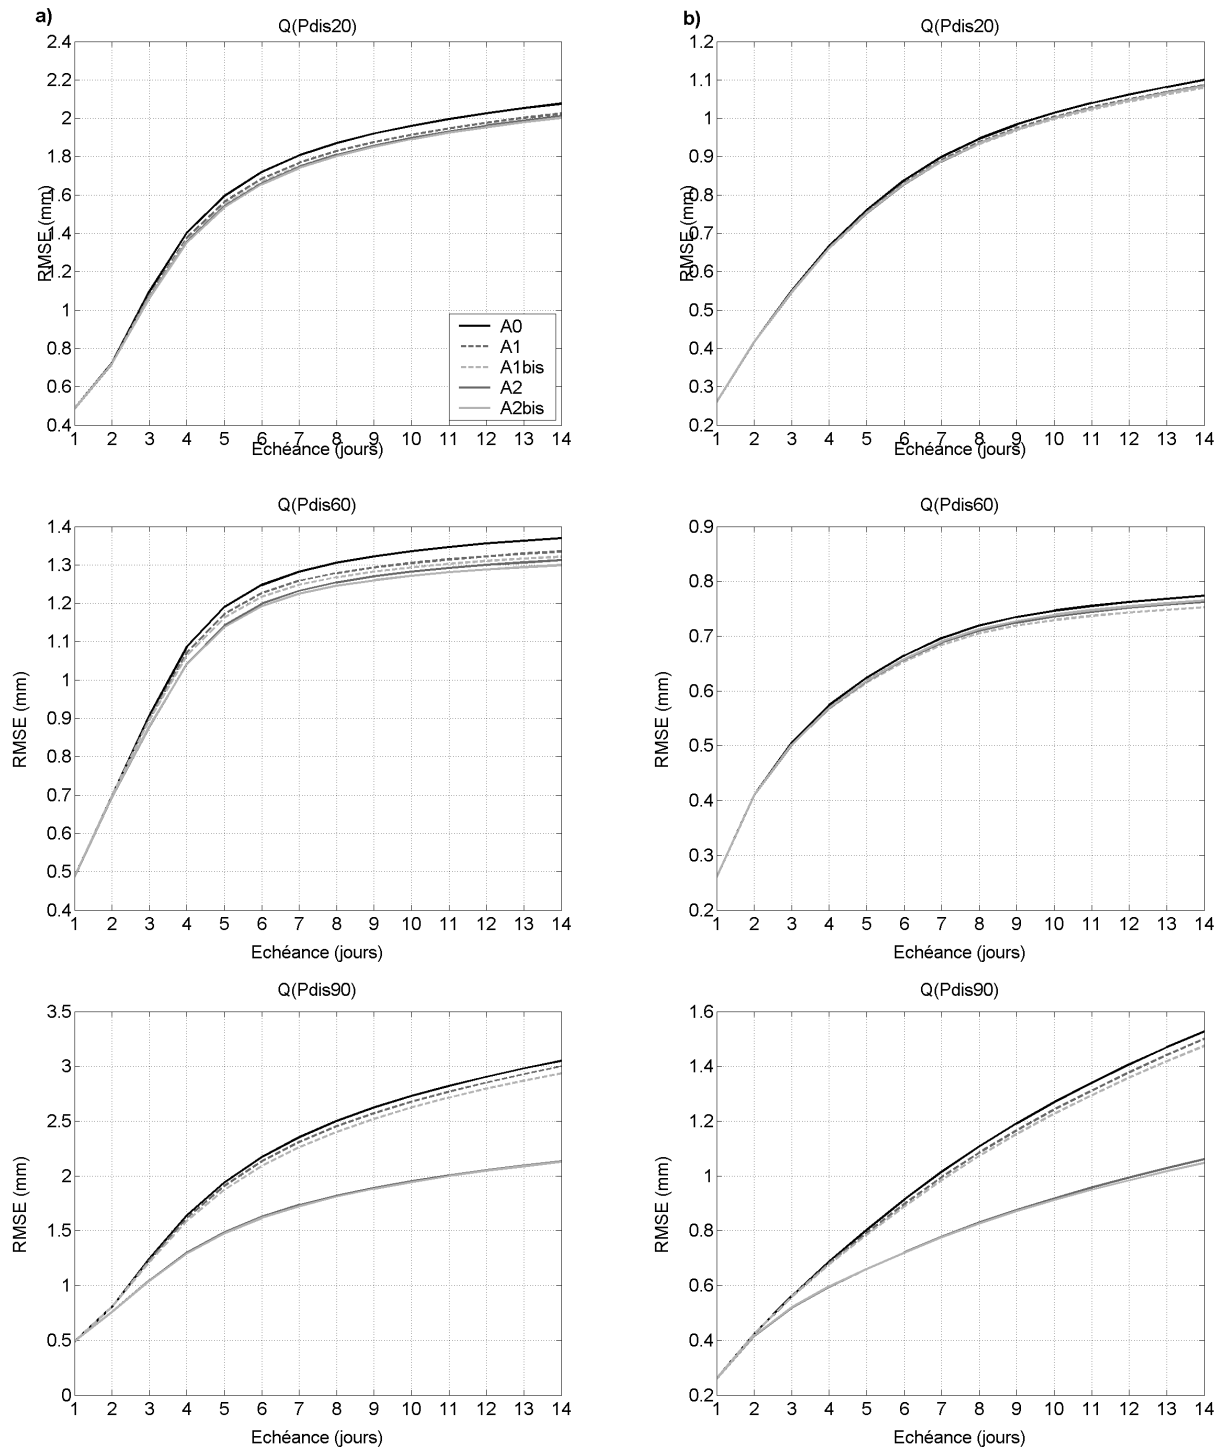 a)
Q(Pdis20)
RMSE (mm)
2.4
2.2
2
1.8
1.6
1.4
1.2
1
0.8
0.6
0.4
A0
A1
A1bis
A2
A2bis
1 2 3 4 5 6 7 8 9 10 11 12 13 14
Echéance (jours)
b)
Q(Pdis20)
RMSE (mm)
1.2
1.1
1
0.9
0.8
0.7
0.6
0.5
0.4
0.3
0.2
1 2 3 4 5 6 7 8 9 10 11 12 13 14
Echéance (jours)
Q(Pdis60)
RMSE (mm)
1.4
1.3
1.2
1.1
1
0.9
0.8
0.7
0.6
0.5
0.4
1 2 3 4 5 6 7 8 9 10 11 12 13 14
Echéance (jours)
Q(Pdis60)
RMSE (mm)
0.9
0.8
0.7
0.6
0.5
0.4
0.3
0.2
1 2 3 4 5 6 7 8 9 10 11 12 13 14
Echéance (jours)
Q(Pdis90)
RMSE (mm)
3.5
3
2.5
2
1.5
1
0.5
0
1 2 3 4 5 6 7 8 9 10 11 12 13 14
Echéance (jours)
Q(Pdis90)
RMSE (mm)
1.6
1.4
1.2
1
0.8
0.6
0.4
0.2
1 2 3 4 5 6 7 8 9 10 11 12 13 14
Echéance (jours)